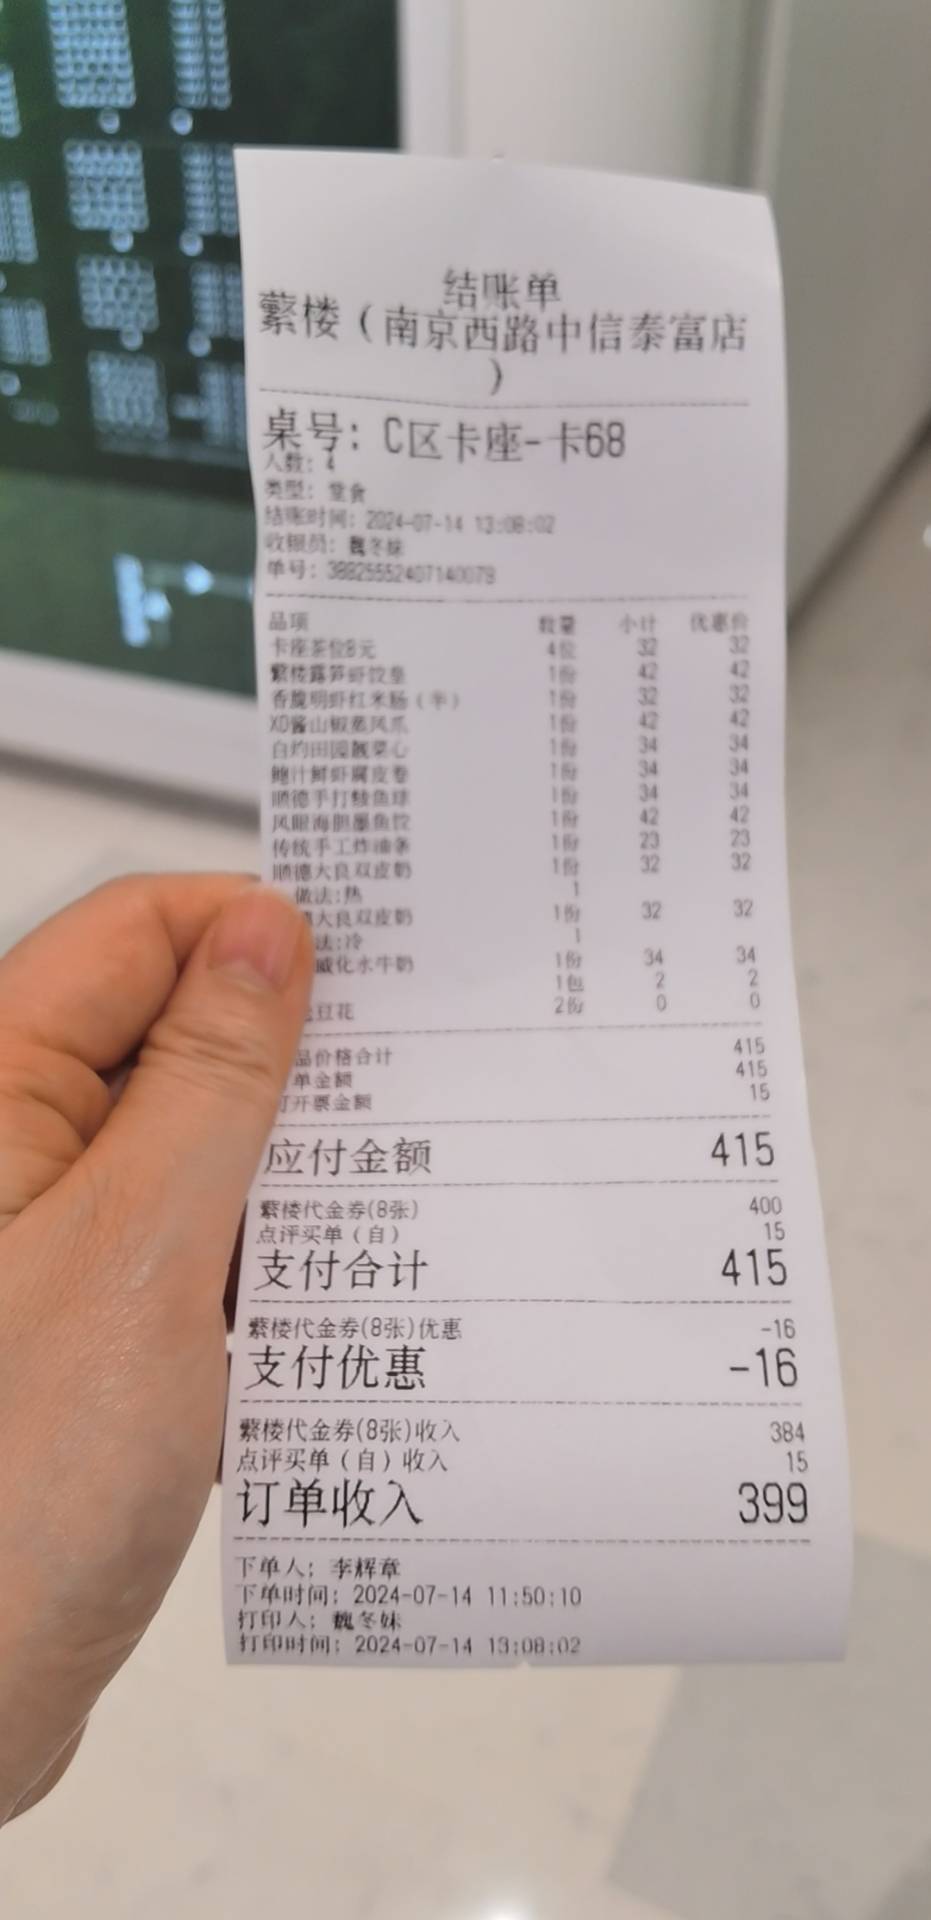 结账单
蘩楼（南京西路中信泰富店
）
桌号：C区卡座-卡68
人数：4
类型：堂食
结账时间：2024-07-14 13:08:02
收银员：魏冬妹
单号：38825552407140079
品项 数量 小计 优惠价
卡座茶位8元 4位 32 32
蘩楼露笋虾饺皇 1份 42 42
香脆明虾红米肠（半） 1份 32 32
XO酱山椒蒸凤爪 1份 42 42
白灼田园靓菜心 1份 34 34
鲍汁鲜虾腐皮卷 1份 34 34
顺德手打鲮鱼球 1份 34 34
凤眼海胆墨鱼饺 1份 42 42
传统手工炸油条 1份 23 23
顺德大良双皮奶 1份 32 32
做法:热 1
大良双皮奶 1份 32 32
法:冷 1
威化水牛奶 1份 34 34
1包 2 2
豆花 2份 0 0
品价格合计 415
单金额 415
可开票金额 15
应付金额 415
蘩楼代金券(8张) 400
点评买单（自） 15
支付合计 415
蘩楼代金券(8张)优惠 -16
支付优惠 -16
蘩楼代金券(8张)收入 384
点评买单（自）收入 15
订单收入 399
下单人：李辉章
下单时间：2024-07-14 11:50:10
打印人：魏冬妹
打印时间：2024-07-14 13:08:02